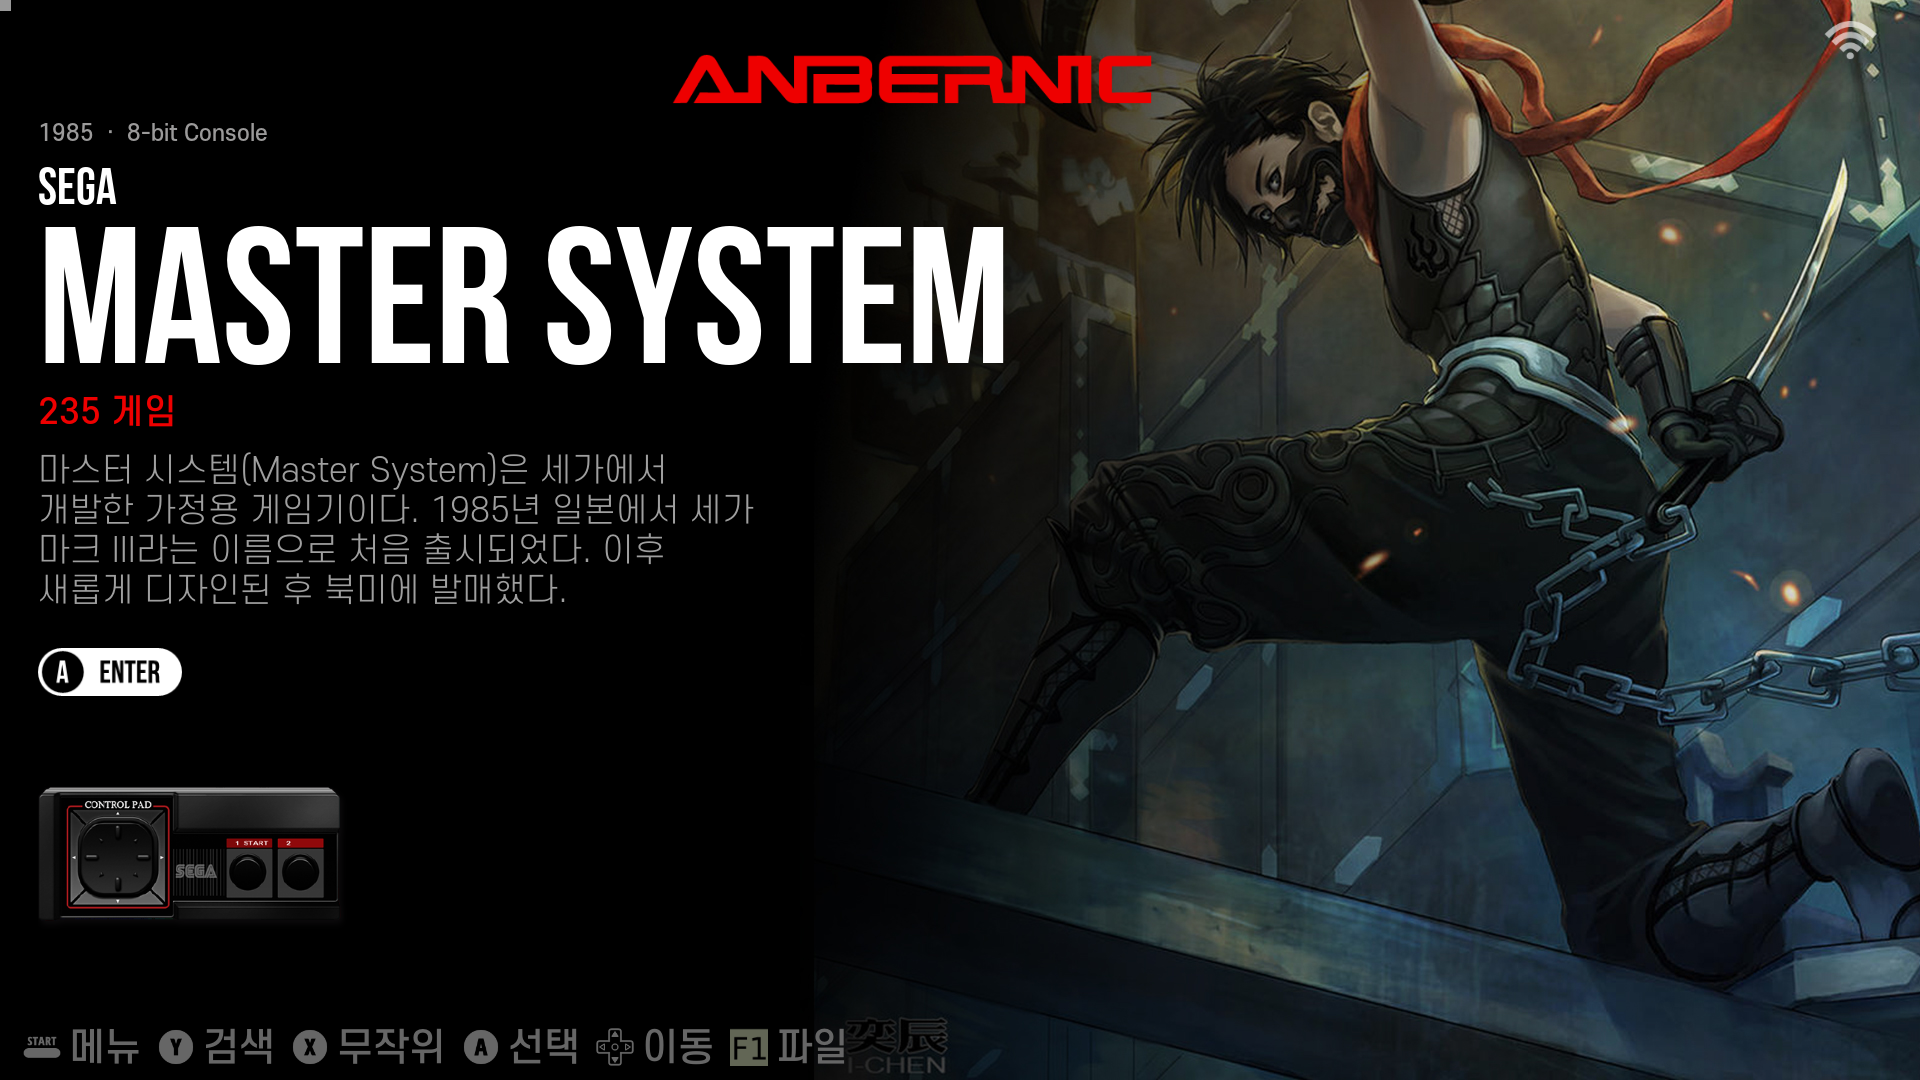 ANBERNIC
1985 · 8-bit Console
SEGA
MASTER SYSTEM
235 게임
마스터 시스템(Master System)은 세가에서
개발한 가정용 게임기이다. 1985년 일본에서 세가
마크 III라는 이름으로 처음 출시되었다. 이후
새롭게 디자인된 후 북미에 발매했다.
A ENTER
CONTROL PAD
1 START 2
SEGA
START 메뉴 Y 검색 X 무작위 A 선택 이동 F1 파일
奕辰
I-CHEN